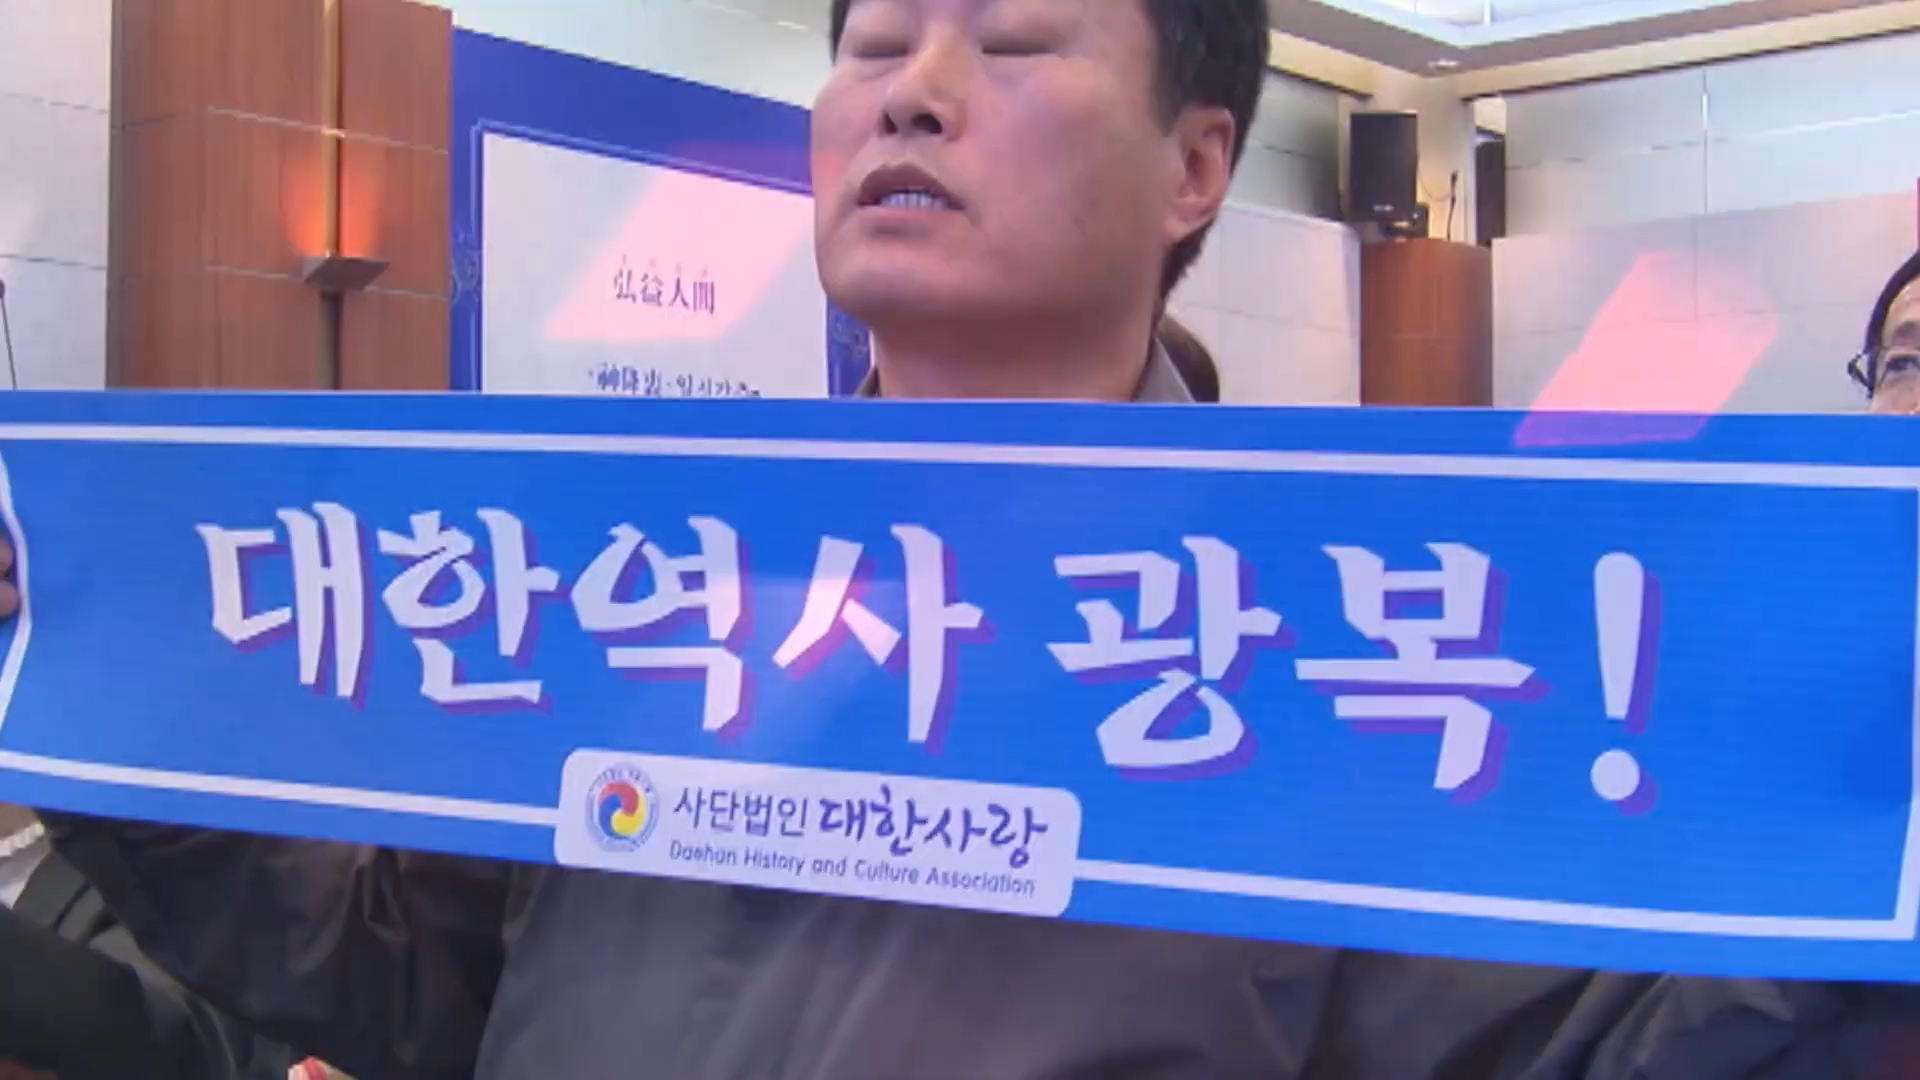 弘益人間
대한역사 광복!
사단법인 대한사랑
Daehan History and Culture Association